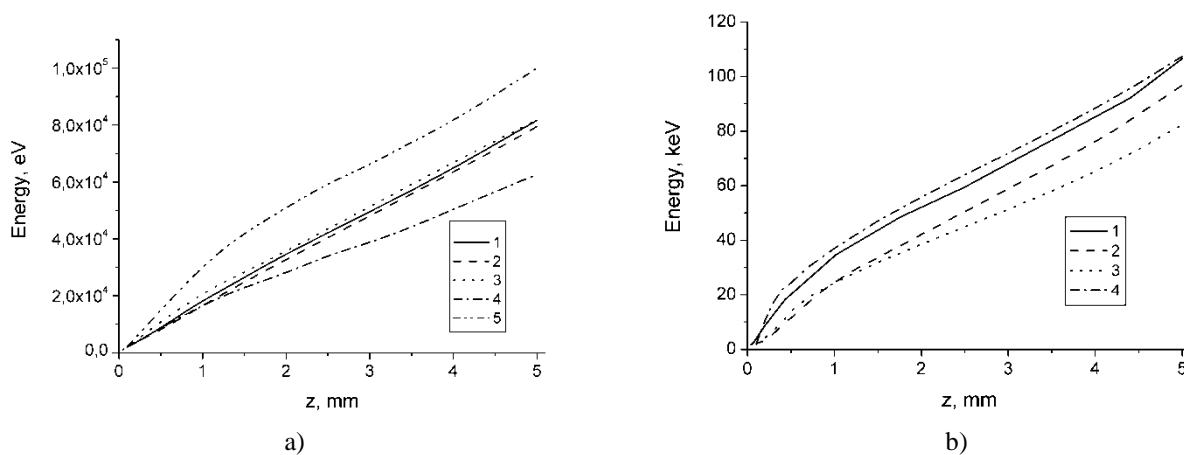 1,0x10⁵
8,0x10⁴
6,0x10⁴
4,0x10⁴
2,0x10⁴
0,0
Energy, eV
0 1 2 3 4 5
z, mm
1
2
3
4
5
a)
120
100
80
60
40
20
0
Energy, keV
0 1 2 3 4 5
z, mm
1
2
3
4
b)